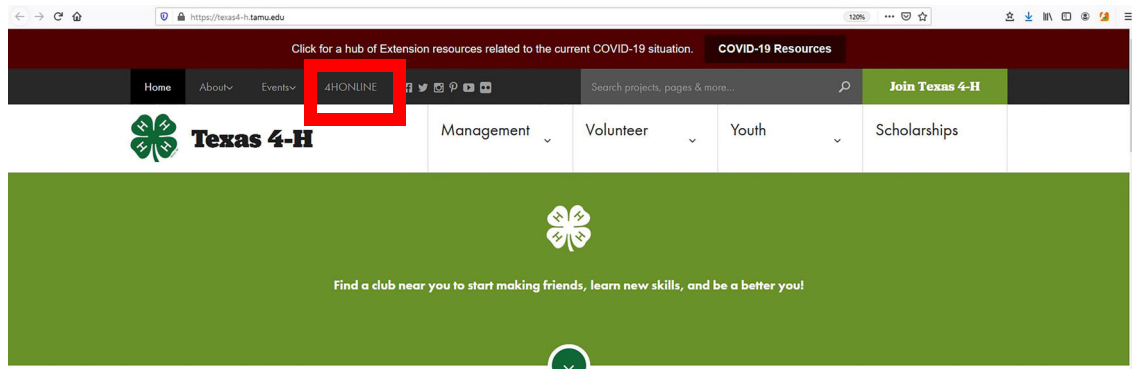 https://texas4-h.tamu.edu
120%
Click for a hub of Extension resources related to the current COVID-19 situation. COVID-19 Resources
Home About Events 4HONLINE Search projects, pages & more... Join Texas 4-H
H H H H Texas 4-H Management Volunteer Youth Scholarships
H H H H
Find a club near you to start making friends, learn new skills, and be a better you!